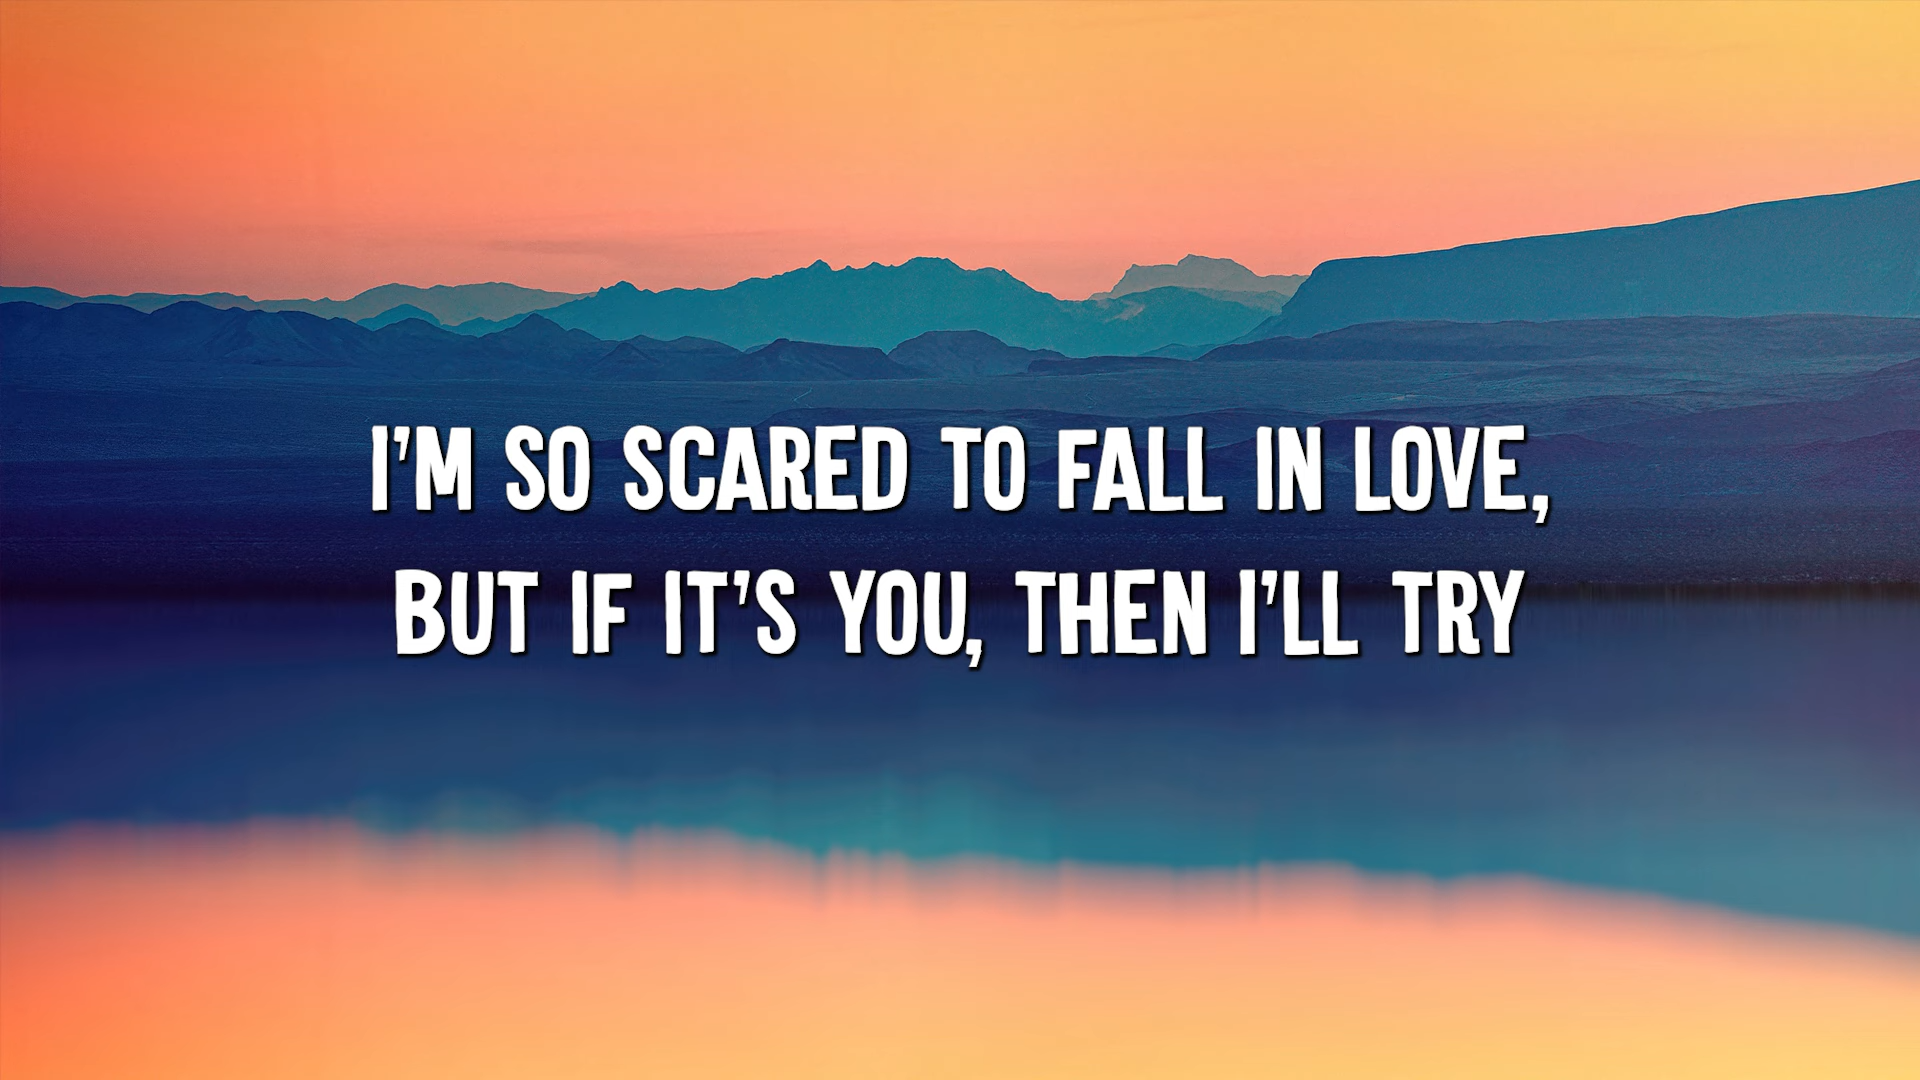 I'M SO SCARED TO FALL IN LOVE,
BUT IF IT'S YOU, THEN I'LL TRY